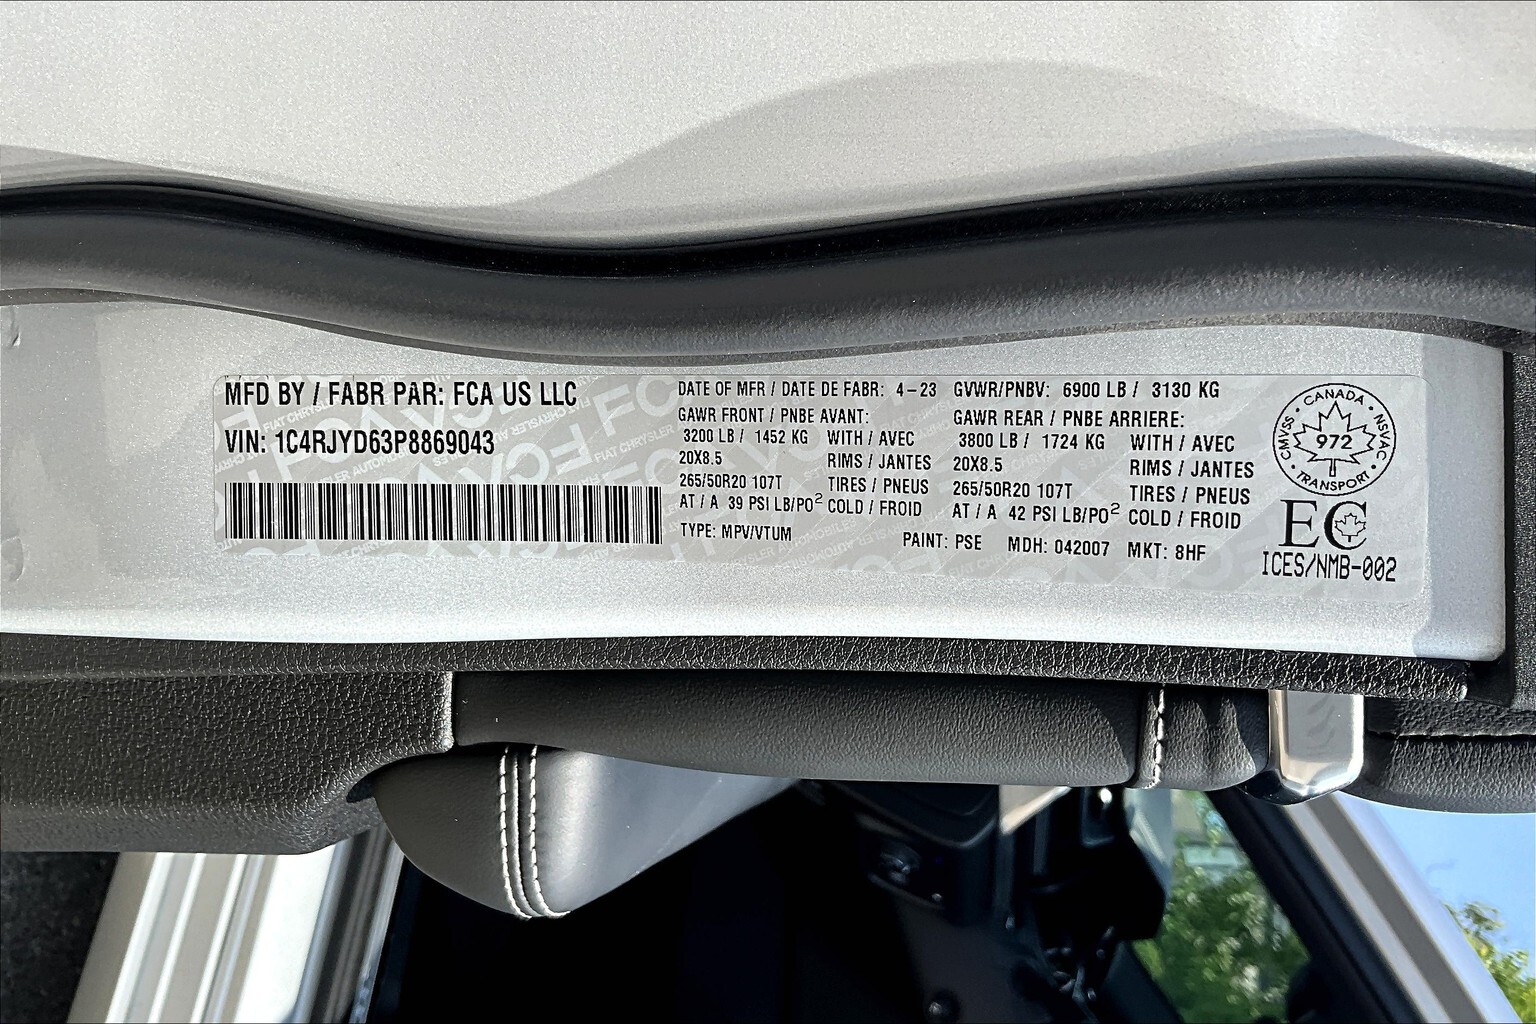 MFD BY / FABR PAR: FCA US LLC
VIN: 1C4RJYD63P8869043
DATE OF MFR / DATE DE FABR: 4-23
GAWR FRONT / PNBE AVANT:
3200 LB / 1452 KG WITH / AVEC
20X8.5 RIMS / JANTES
265/50R20 107T TIRES / PNEUS
AT / A 39 PSI LB/PO² COLD / FROID
TYPE: MPV/VTUM
GVWR/PNBV: 6900 LB / 3130 KG
GAWR REAR / PNBE ARRIERE:
3800 LB / 1724 KG WITH / AVEC
20X8.5 RIMS / JANTES
265/50R20 107T TIRES / PNEUS
AT / A 42 PSI LB/PO² COLD / FROID
PAINT: PSE MDH: 042007 MKT: 8HF
CMVSS • CANADA • NSVAC • TRANSPORT •
972
EC
ICES/NMB-002